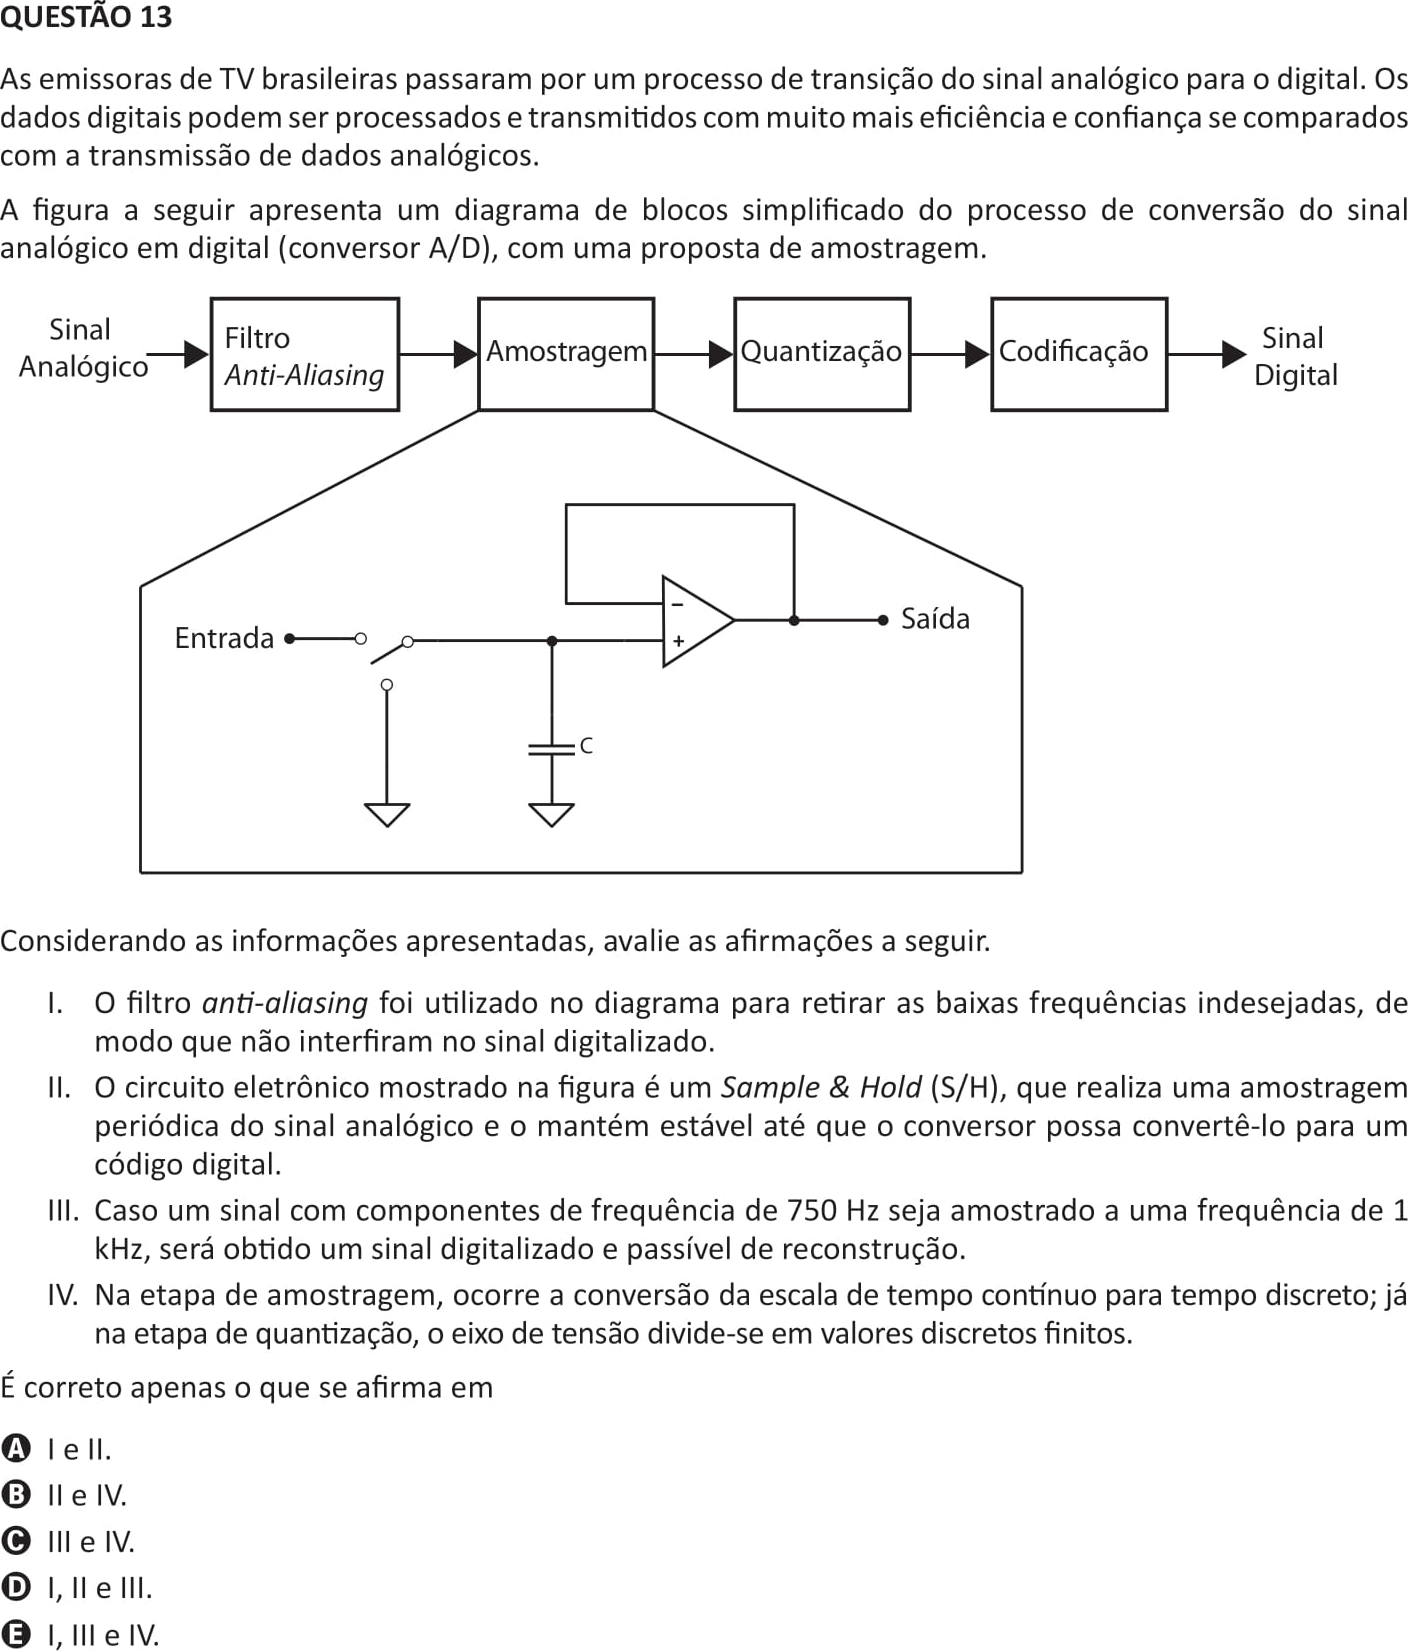 QUESTÃO 13
As emissoras de TV brasileiras passaram por um processo de transição do sinal analógico para o digital. Os
dados digitais podem ser processados e transmitidos com muito mais eficiência e confiança se comparados
com a transmissão de dados analógicos.
A figura a seguir apresenta um diagrama de blocos simplificado do processo de conversão do sinal
analógico em digital (conversor A/D), com uma proposta de amostragem.
Sinal
Analógico
Filtro
Anti-Aliasing
Amostragem
Quantização
Codificação
Sinal
Digital
Entrada
–
+
Saída
C
Considerando as informações apresentadas, avalie as afirmações a seguir.
I. O filtro anti-aliasing foi utilizado no diagrama para retirar as baixas frequências indesejadas, de
modo que não interfiram no sinal digitalizado.
II. O circuito eletrônico mostrado na figura é um Sample & Hold (S/H), que realiza uma amostragem
periódica do sinal analógico e o mantém estável até que o conversor possa convertê-lo para um
código digital.
III. Caso um sinal com componentes de frequência de 750 Hz seja amostrado a uma frequência de 1
kHz, será obtido um sinal digitalizado e passível de reconstrução.
IV. Na etapa de amostragem, ocorre a conversão da escala de tempo contínuo para tempo discreto; já
na etapa de quantização, o eixo de tensão divide-se em valores discretos finitos.
É correto apenas o que se afirma em
A I e II.
B II e IV.
C III e IV.
D I, II e III.
E I, III e IV.